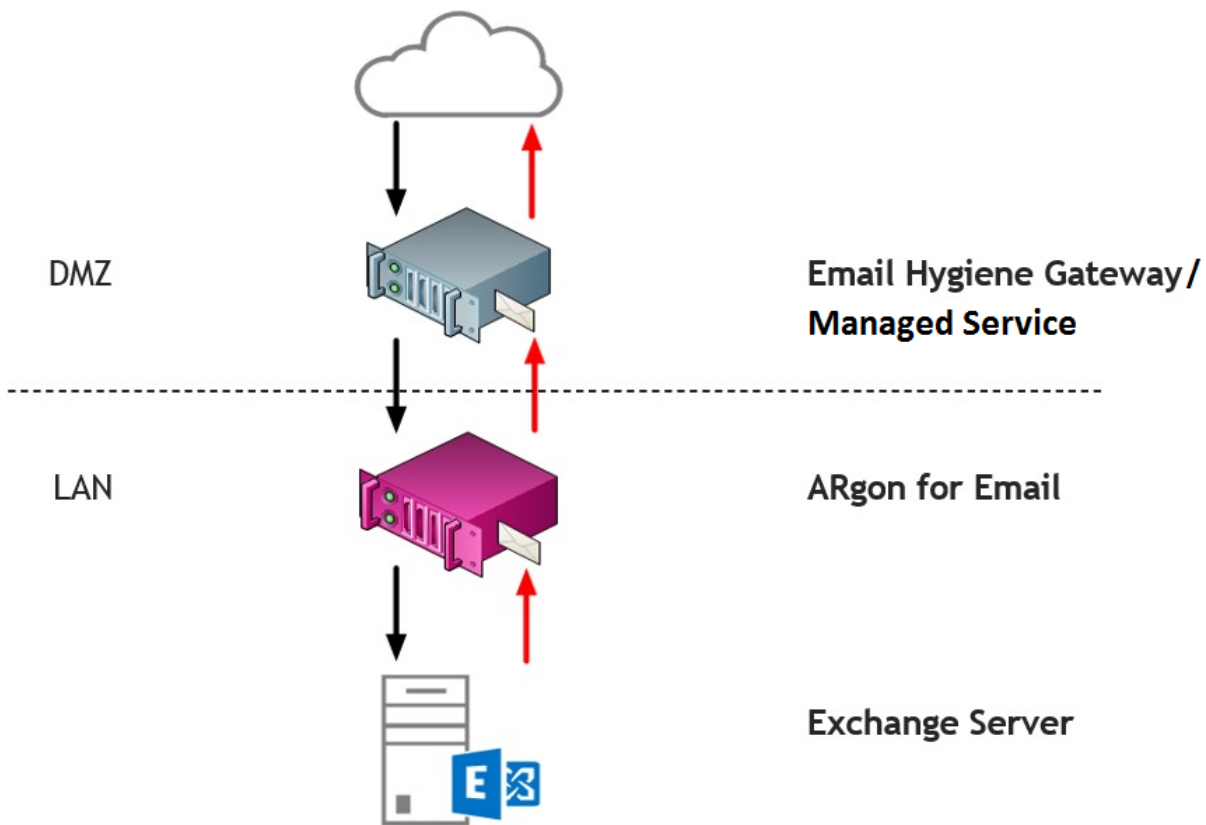 DMZ
Email Hygiene Gateway/
Managed Service
LAN
ARgon for Email
E
Exchange Server